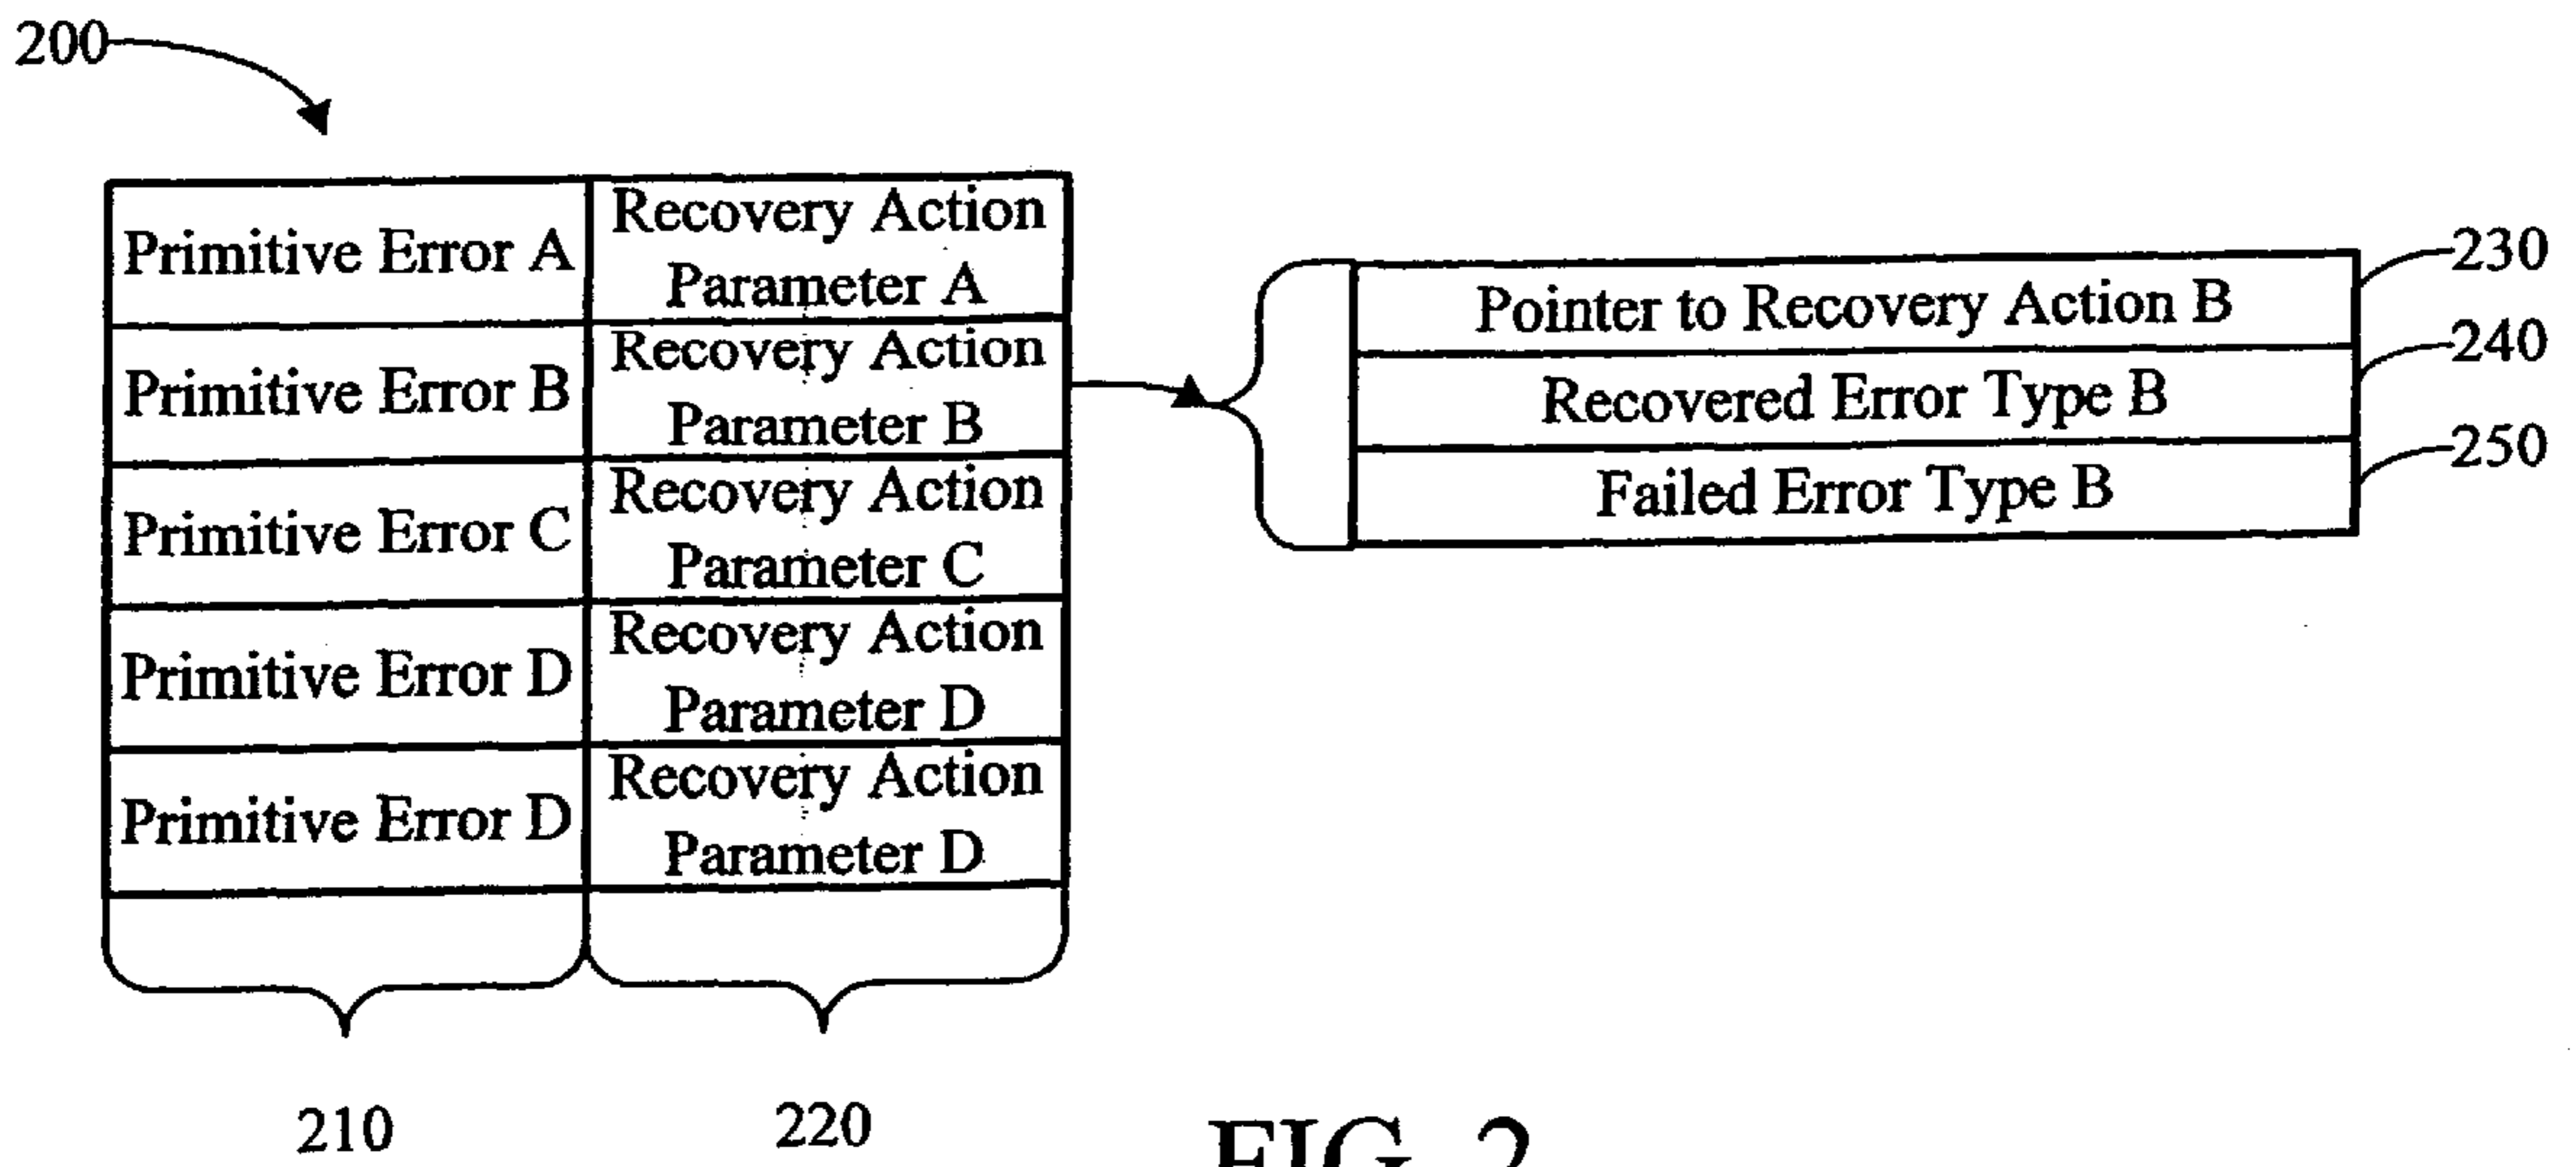 200
Primitive Error A
Recovery Action
Parameter A
Primitive Error B
Recovery Action
Parameter B
Primitive Error C
Recovery Action
Parameter C
Primitive Error D
Recovery Action
Parameter D
Primitive Error D
Recovery Action
Parameter D
210
220
Pointer to Recovery Action B
230
Recovered Error Type B
240
Failed Error Type B
250
FIG. 2